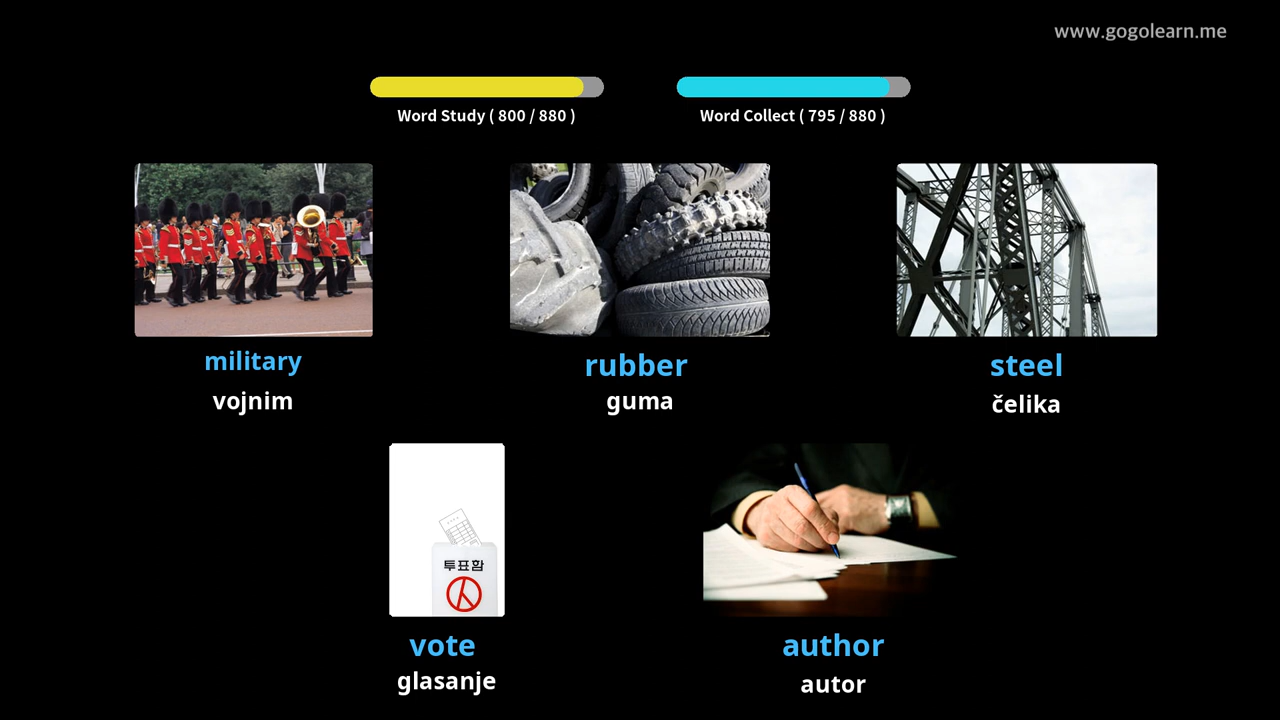 www.gogolearn.me
Word Study ( 800 / 880 )
Word Collect ( 795 / 880 )
military
vojnim
rubber
guma
steel
čelika
투표함
vote
glasanje
author
autor